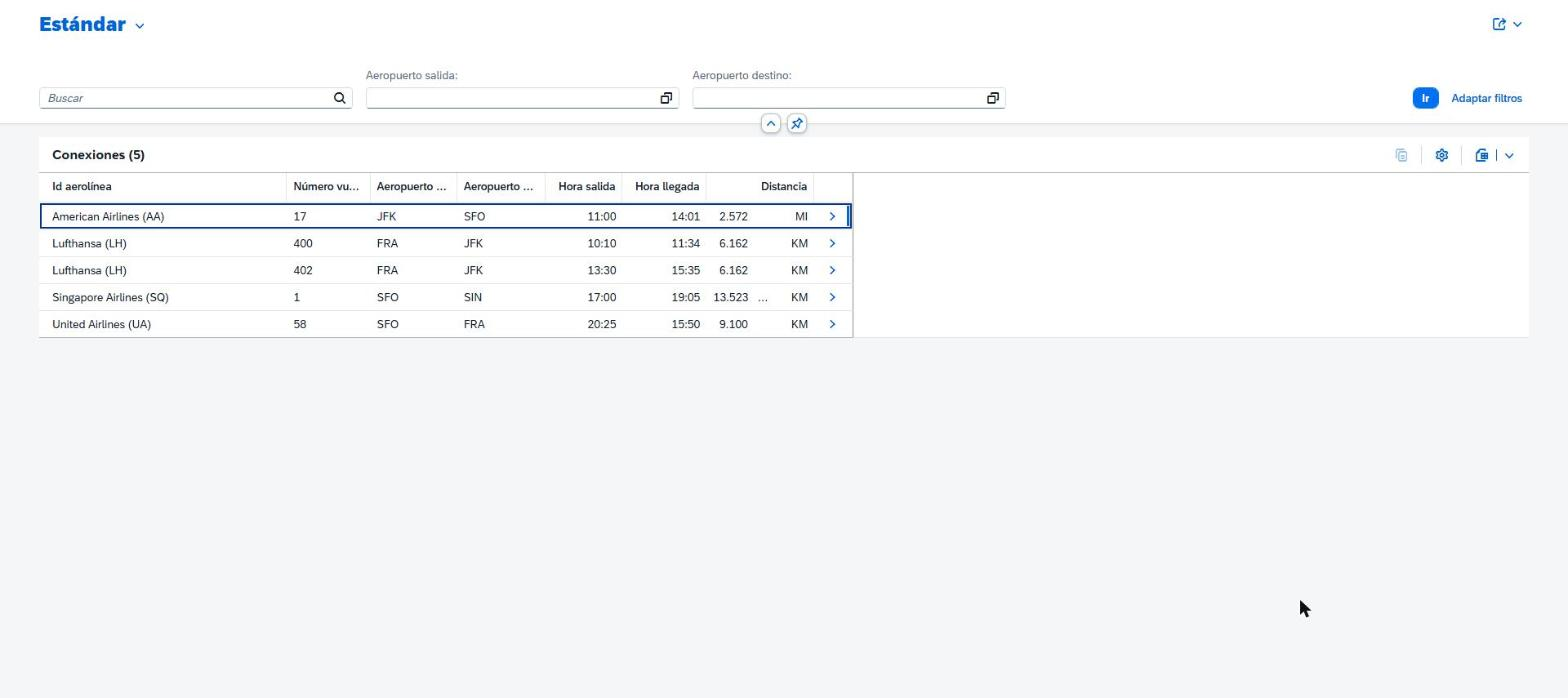 Estándar
Aeropuerto salida:
Aeropuerto destino:
Buscar
Ir
Adaptar filtros
Conexiones (5)
Id aerolínea Número vu... Aeropuerto ... Aeropuerto ... Hora salida Hora llegada Distancia
American Airlines (AA) 17 JFK SFO 11:00 14:01 2.572 MI
Lufthansa (LH) 400 FRA JFK 10:10 11:34 6.162 KM
Lufthansa (LH) 402 FRA JFK 13:30 15:35 6.162 KM
Singapore Airlines (SQ) 1 SFO SIN 17:00 19:05 13.523 ... KM
United Airlines (UA) 58 SFO FRA 20:25 15:50 9.100 KM